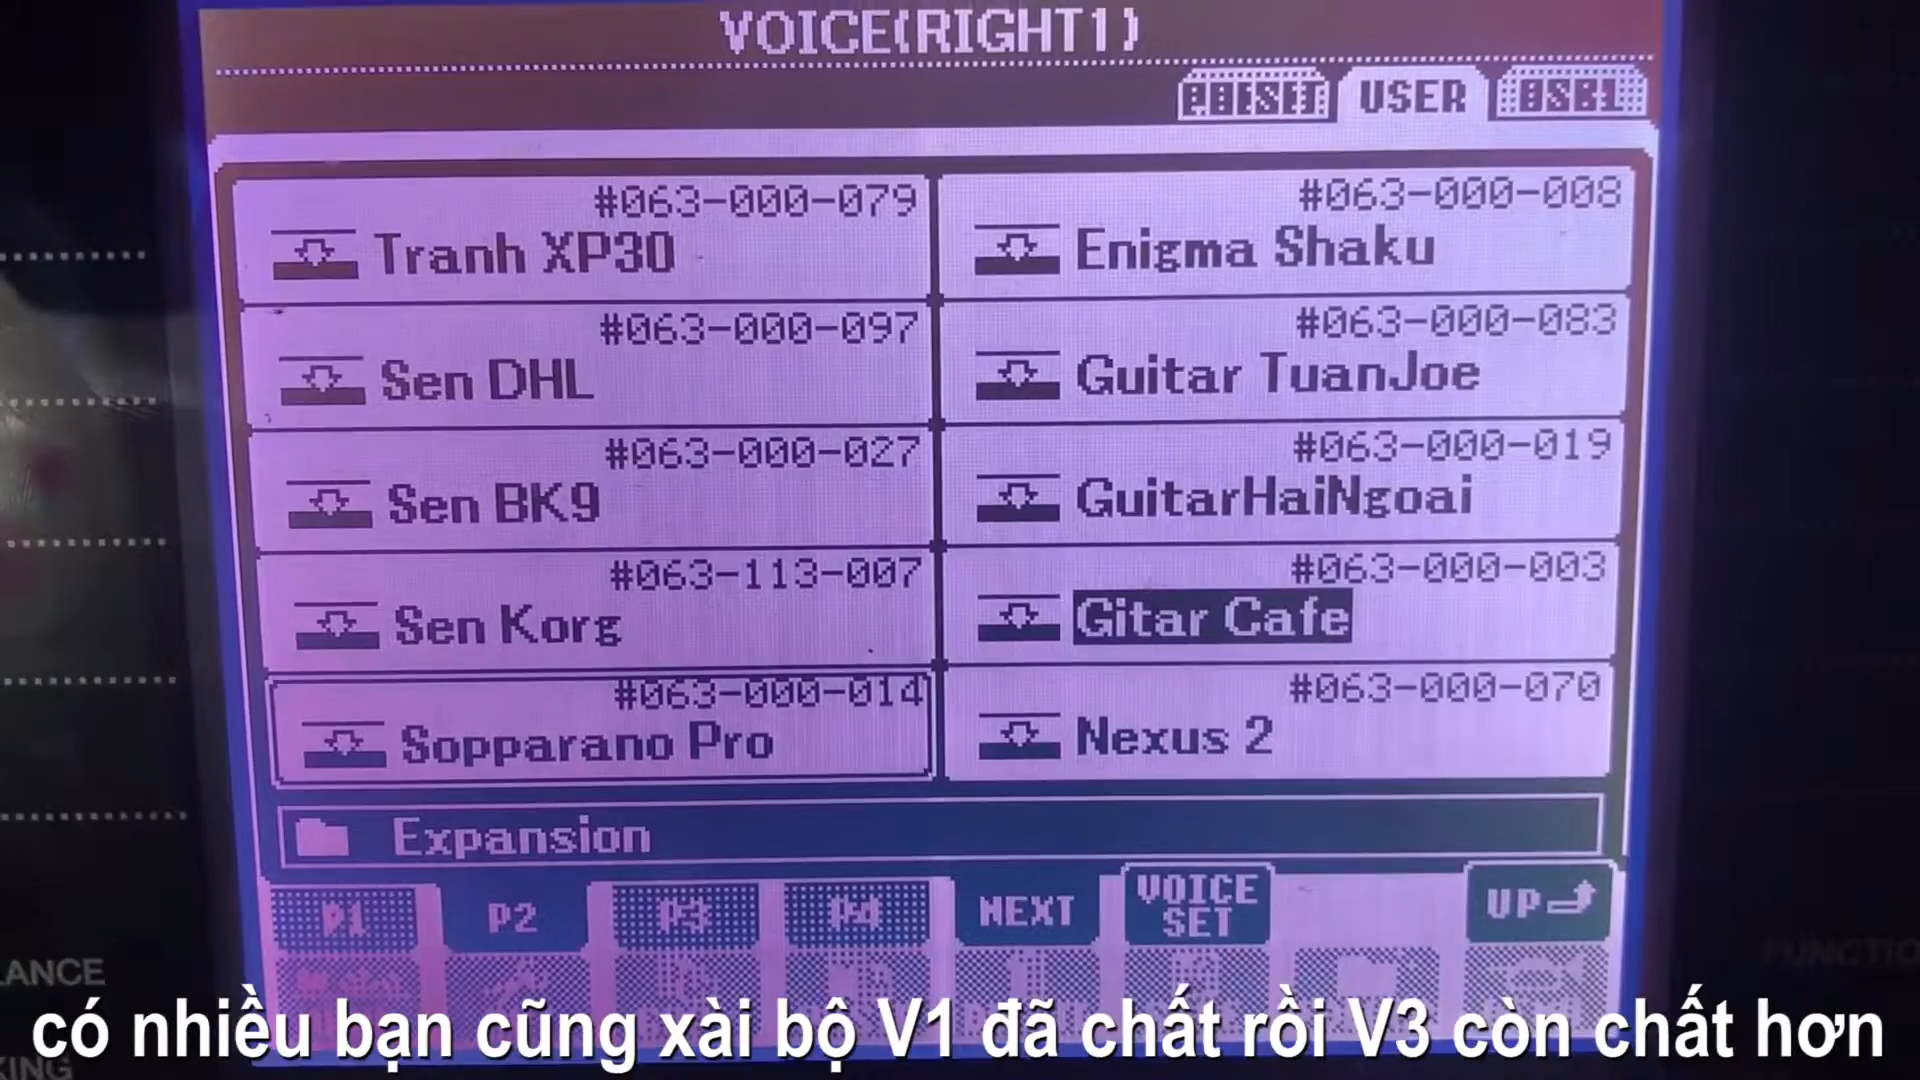 VOICE(RIGHT1)
PRESET USER USB1
#063-000-079
Tranh XP30
#063-000-008
Enigma Shaku
#063-000-097
Sen DHL
#063-000-083
Guitar TuanJoe
#063-000-027
Sen BK9
#063-000-019
GuitarHaiNgoai
#063-113-007
Sen Korg
#063-000-003
Gitar Cafe
#063-000-014
Sopparano Pro
#063-000-070
Nexus 2
Expansion
P1 P2 P3 P4 NEXT VOICE SET UP
LANCE
FUNCTIO
KING
có nhiều bạn cũng xài bộ V1 đã chất rồi V3 còn chất hơn